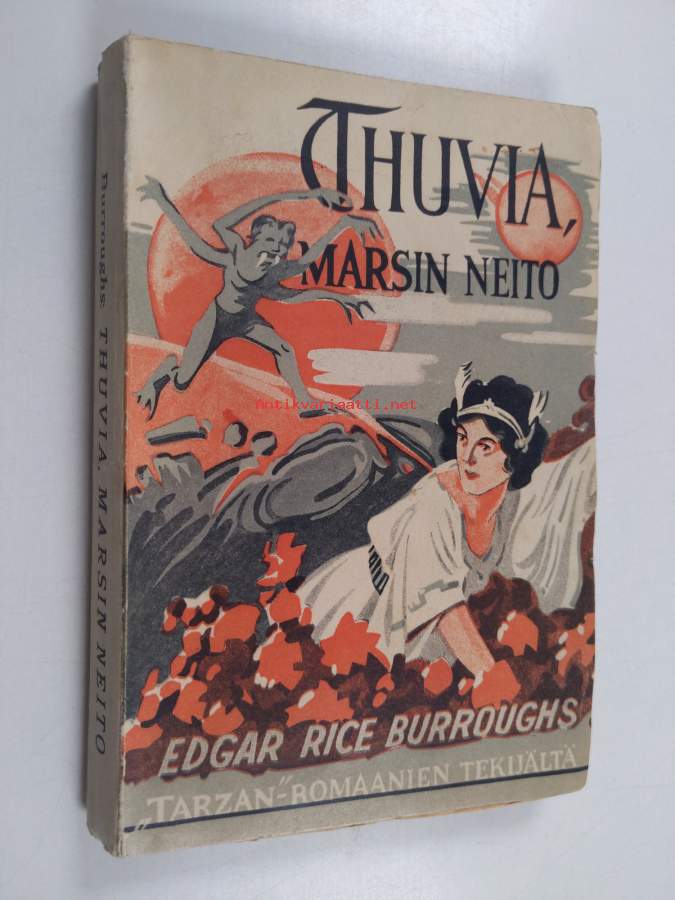 THUVIA,
MARSIN NEITO
Antikvariaatti.net
EDGAR RICE BURROUGHS
„TARZAN”-ROMAANIEN TEKIJÄLTÄ
Burroughs: THUVIA, MARSIN NEITO